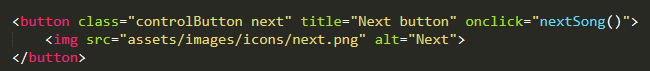 <button class="controlButton next" title="Next button" onclick="nextSong()">
    <img src="assets/images/icons/next.png" alt="Next">
</button>